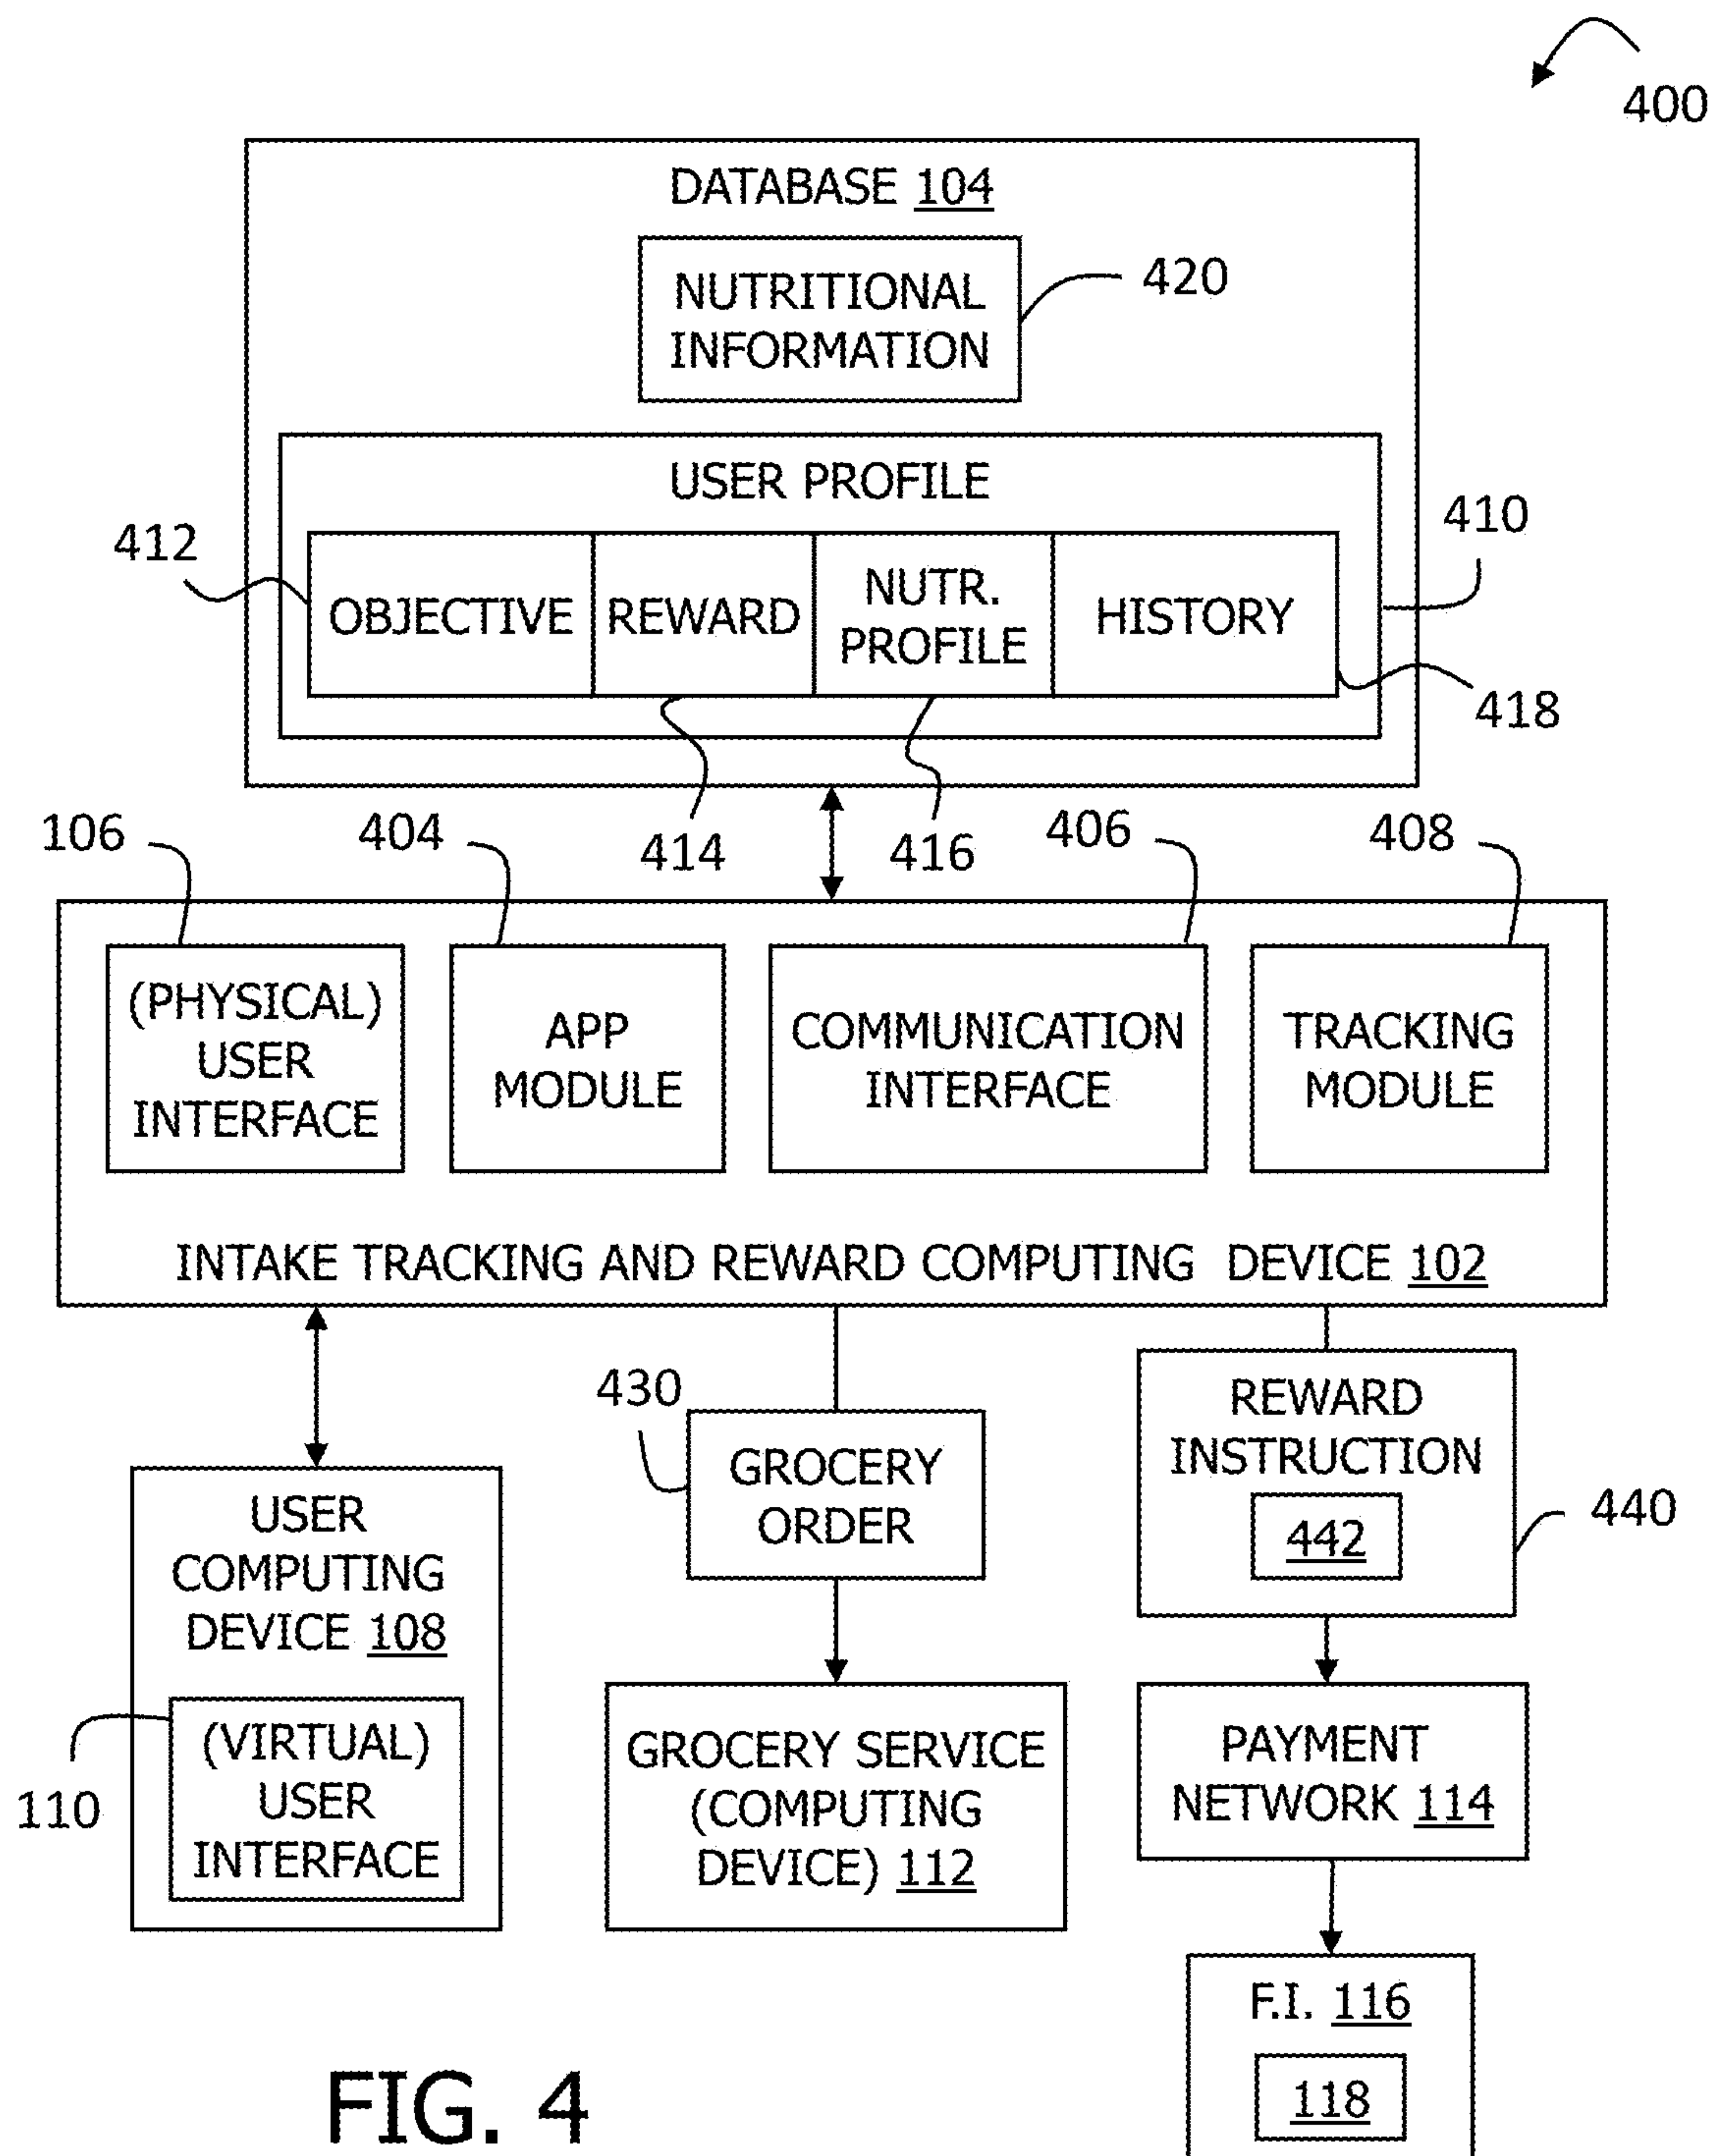 400
DATABASE 104
NUTRITIONAL
INFORMATION
420
USER PROFILE
410
412
OBJECTIVE
REWARD
NUTR.
PROFILE
HISTORY
418
414
416
106
404
406
408
(PHYSICAL)
USER
INTERFACE
APP
MODULE
COMMUNICATION
INTERFACE
TRACKING
MODULE
INTAKE TRACKING AND REWARD COMPUTING DEVICE 102
430
GROCERY
ORDER
REWARD
INSTRUCTION
442
440
USER
COMPUTING
DEVICE 108
(VIRTUAL)
USER
INTERFACE
110
GROCERY SERVICE
(COMPUTING
DEVICE) 112
PAYMENT
NETWORK 114
F.I. 116
118
FIG. 4